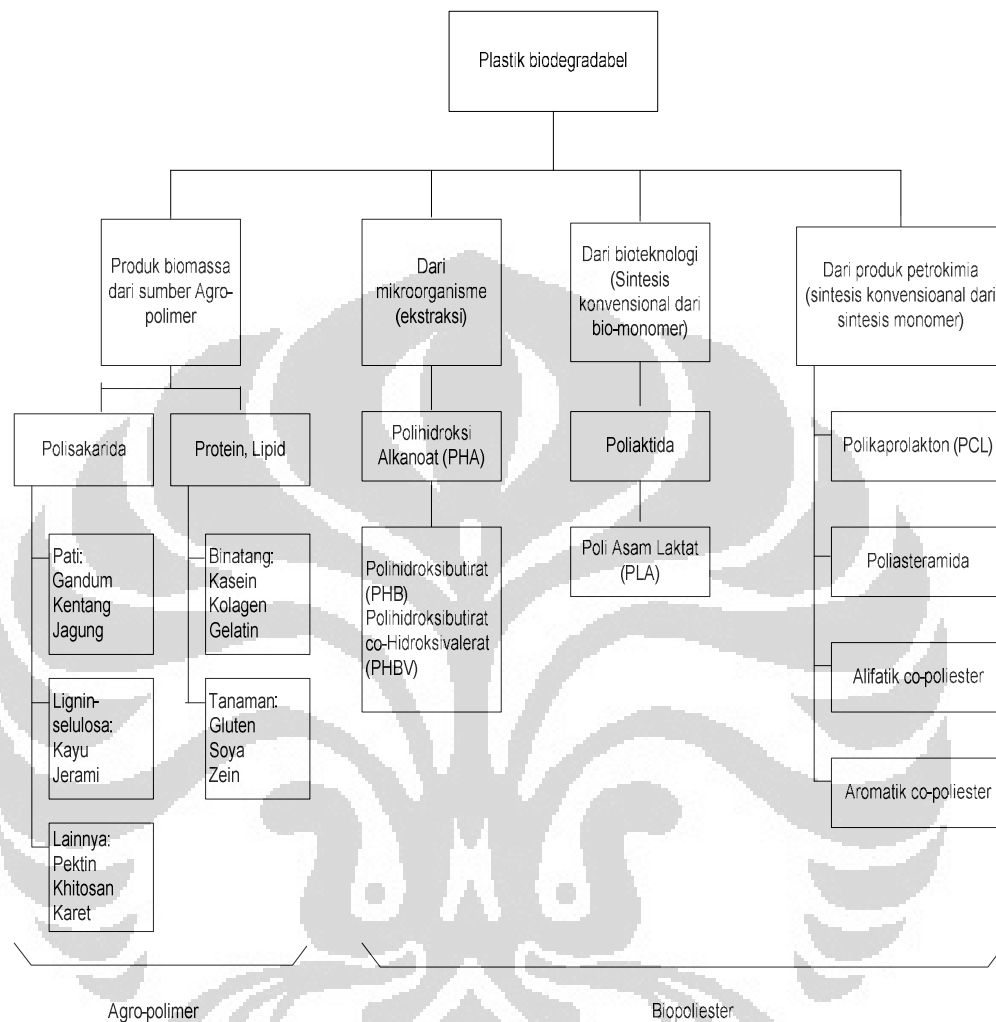 Plastik biodegradabel
Produk biomassa
dari sumber Agro-
polimer
Dari
mikroorganisme
(ekstraksi)
Dari bioteknologi
(Sintesis
konvensional dari
bio-monomer)
Dari produk petrokimia
(sintesis konvensioanal dari
sintesis monomer)
Polisakarida
Protein, Lipid
Polihidroksi
Alkanoat (PHA)
Poliaktida
Polikaprolakton (PCL)
Pati:
Gandum
Kentang
Jagung
Binatang:
Kasein
Kolagen
Gelatin
Polihidroksibutirat
(PHB)
Polihidroksibutirat
co-Hidroksivalerat
(PHBV)
Poli Asam Laktat
(PLA)
Poliasteramida
Lignin-
selulosa:
Kayu
Jerami
Tanaman:
Gluten
Soya
Zein
Alifatik co-poliester
Aromatik co-poliester
Lainnya:
Pektin
Khitosan
Karet
Agro-polimer
Biopoliester